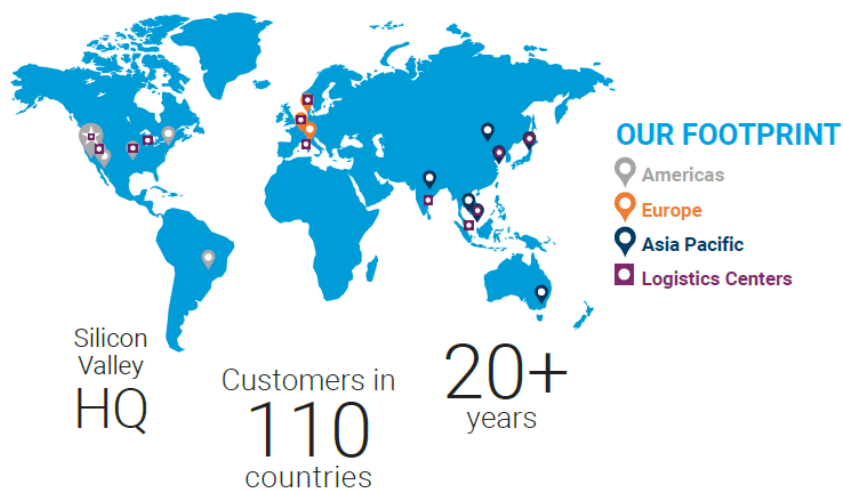 OUR FOOTPRINT
Americas
Europe
Asia Pacific
Logistics Centers
Silicon
Valley
HQ
Customers in
110
countries
20+
years